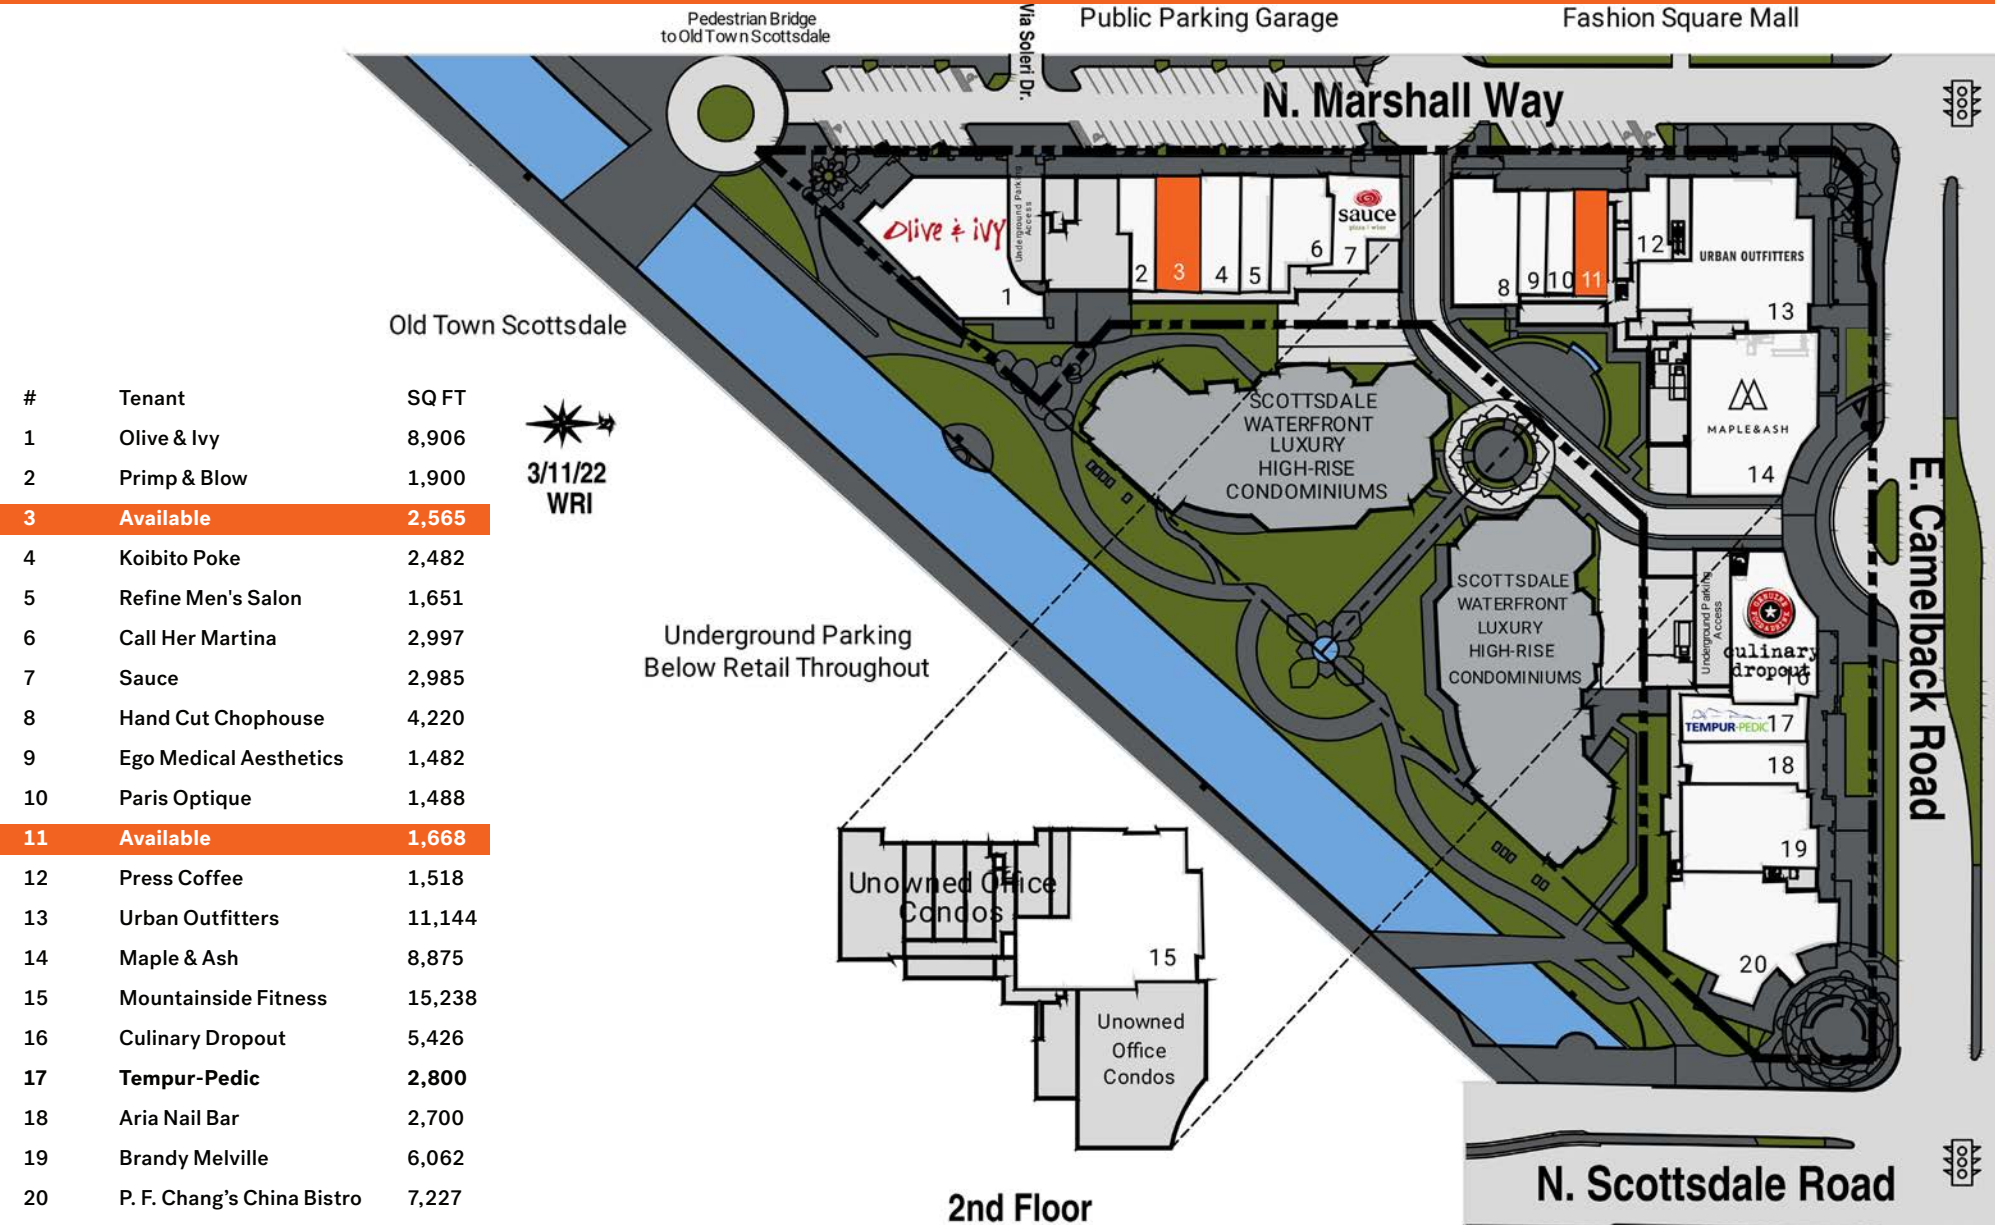 Pedestrian Bridge
to Old Town Scottsdale
Via Soleri Dr.
Public Parking Garage
Fashion Square Mall
N. Marshall Way
Olive & ivy
Underground Parking
Access
1
2
3
4
5
6
sauce
pizza | wine
7
8
9
10
11
12
URBAN OUTFITTERS
13
MAPLE&ASH
14
Old Town Scottsdale
3/11/22
WRI
# Tenant SQ FT
1 Olive & Ivy 8,906
2 Primp & Blow 1,900
3 Available 2,565
4 Koibito Poke 2,482
5 Refine Men's Salon 1,651
6 Call Her Martina 2,997
7 Sauce 2,985
8 Hand Cut Chophouse 4,220
9 Ego Medical Aesthetics 1,482
10 Paris Optique 1,488
11 Available 1,668
12 Press Coffee 1,518
13 Urban Outfitters 11,144
14 Maple & Ash 8,875
15 Mountainside Fitness 15,238
16 Culinary Dropout 5,426
17 Tempur-Pedic 2,800
18 Aria Nail Bar 2,700
19 Brandy Melville 6,062
20 P. F. Chang’s China Bistro 7,227
SCOTTSDALE
WATERFRONT
LUXURY
HIGH-RISE
CONDOMINIUMS
SCOTTSDALE
WATERFRONT
LUXURY
HIGH-RISE
CONDOMINIUMS
Underground Parking
Below Retail Throughout
Underground Parking
Access
culinary
dropout
16
TEMPUR-PEDIC
17
18
19
20
E. Camelback Road
Unowned Office
Condos
15
Unowned
Office
Condos
2nd Floor
N. Scottsdale Road